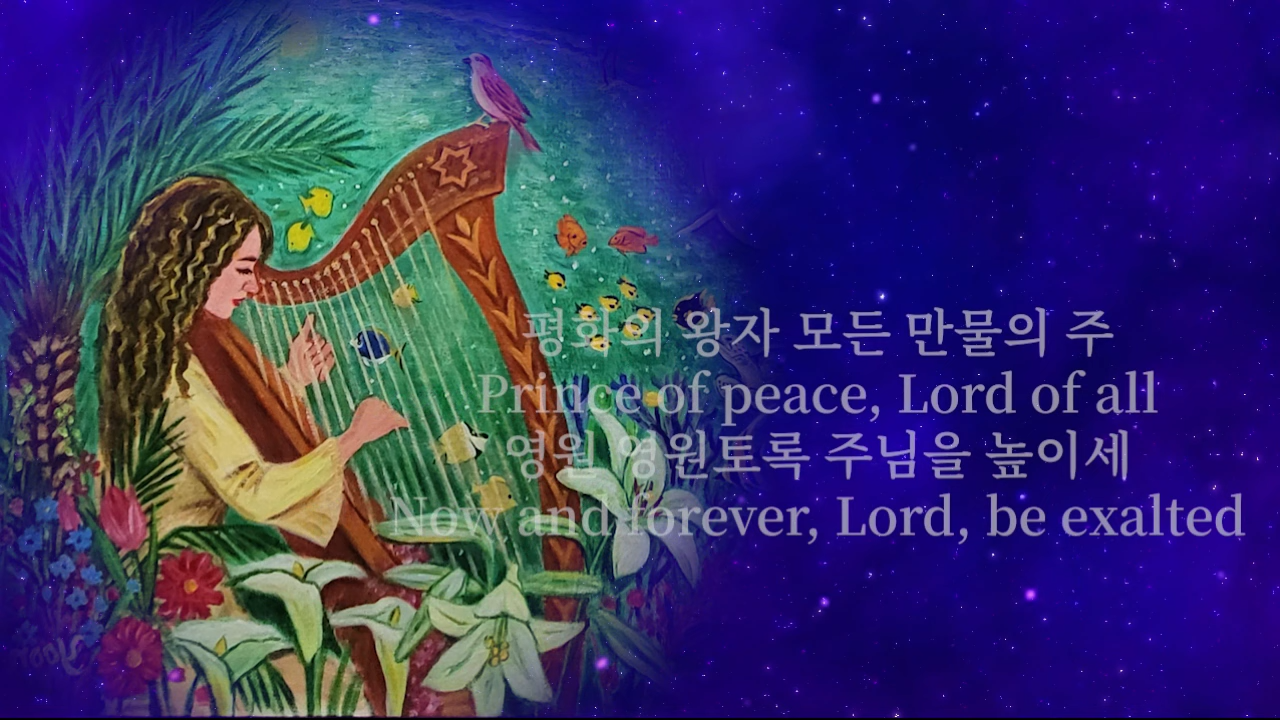 평화의 왕자 모든 만물의 주
Prince of peace, Lord of all
영원 영원토록 주님을 높이세
Now and forever, Lord, be exalted